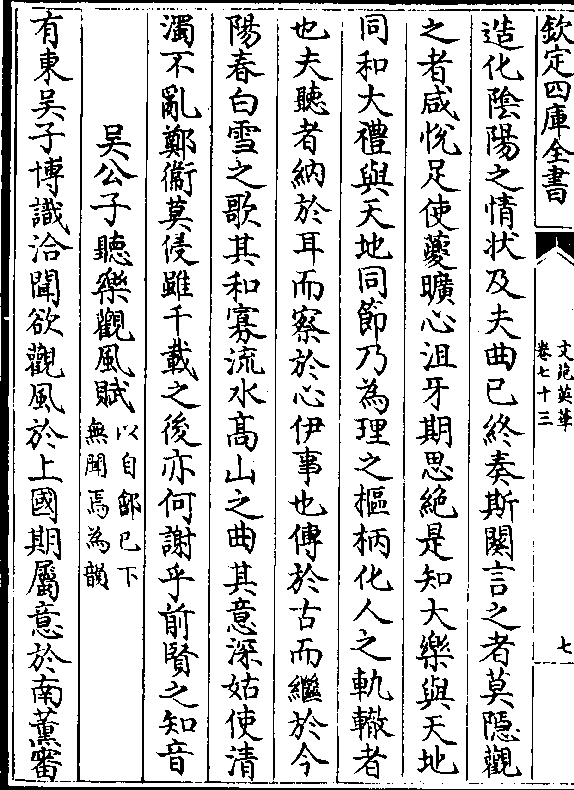 欽定四庫全書
文苑英華
卷七十三
七
造化陰陽之情狀及夫曲已終奏斯闋言之者莫隱觀
之者咸悅足使夔曠心沮牙期思絶是知大樂與天地
同和大禮與天地同節乃為理之樞柄化人之軌轍者
也夫聽者納於耳而察於心伊事也傳於古而繼於今
陽春白雪之歌其和寡流水髙山之曲其意深姑使清
濁不亂鄭衞莫侵雖千載之後亦何謝乎前賢之知音
吴公子聽樂觀風賦
以自鄶已下
無聞焉為韻
有東吴子博識洽聞欲觀風於上國期屬意於南薫審